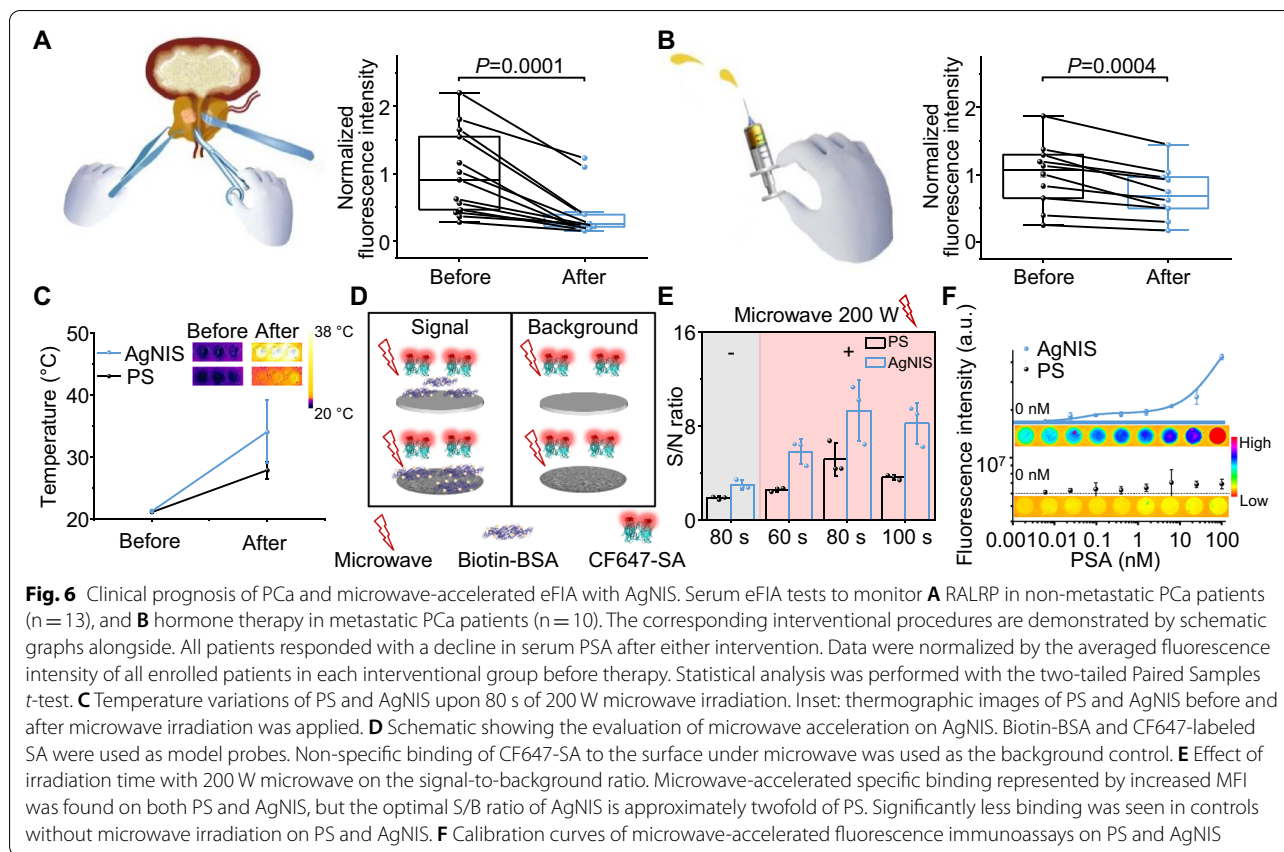 A
P=0.0001
Normalized
fluorescence intensity
2
1
0
Before
After
B
P=0.0004
Normalized
fluorescence intensity
2
1
0
Before
After
C
Temperature (°C)
50
40
30
20
AgNIS
PS
Before After
38 °C
20 °C
Before
After
D
Signal
Background
Microwave
Biotin-BSA
CF647-SA
E
Microwave 200 W
S/N ratio
16
8
0
-
+
PS
AgNIS
80 s
60 s
80 s
100 s
F
Fluorescence intensity (a.u.)
AgNIS
PS
0 nM
10⁷
0 nM
High
Low
0.001
0.01
0.1
1
10
100
PSA (nM)
Fig. 6 Clinical prognosis of PCa and microwave-accelerated eFIA with AgNIS. Serum eFIA tests to monitor A RALRP in non-metastatic PCa patients
(n = 13), and B hormone therapy in metastatic PCa patients (n = 10). The corresponding interventional procedures are demonstrated by schematic
graphs alongside. All patients responded with a decline in serum PSA after either intervention. Data were normalized by the averaged fluorescence
intensity of all enrolled patients in each interventional group before therapy. Statistical analysis was performed with the two-tailed Paired Samples
t-test. C Temperature variations of PS and AgNIS upon 80 s of 200 W microwave irradiation. Inset: thermographic images of PS and AgNIS before and
after microwave irradiation was applied. D Schematic showing the evaluation of microwave acceleration on AgNIS. Biotin-BSA and CF647-labeled
SA were used as model probes. Non-specific binding of CF647-SA to the surface under microwave was used as the background control. E Effect of
irradiation time with 200 W microwave on the signal-to-background ratio. Microwave-accelerated specific binding represented by increased MFI
was found on both PS and AgNIS, but the optimal S/B ratio of AgNIS is approximately twofold of PS. Significantly less binding was seen in controls
without microwave irradiation on PS and AgNIS. F Calibration curves of microwave-accelerated fluorescence immunoassays on PS and AgNIS